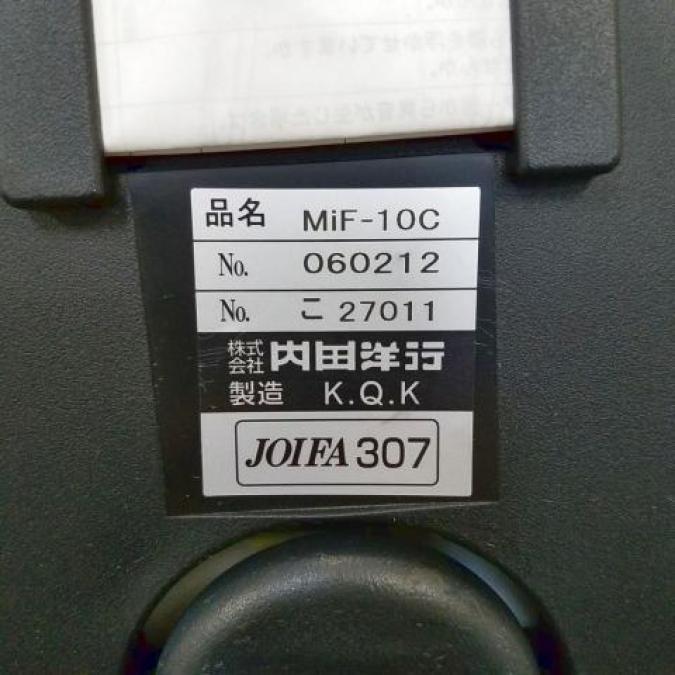 品名 MiF-10C
No. 060212
No. こ 27011
株式会社 内田洋行
製造 K.Q.K
JOIFA 307